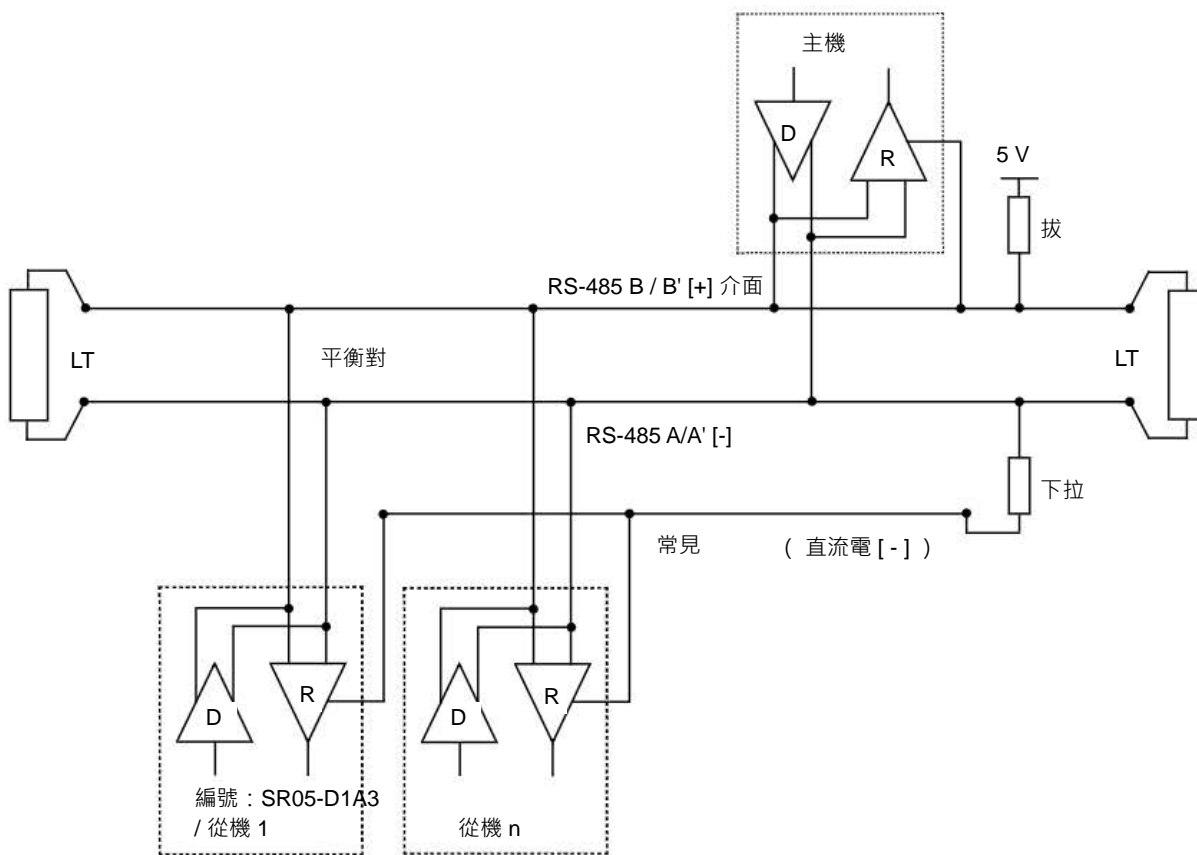 主機
D
R
5 V
拔
RS-485 B / B' [+] 介面
LT
平衡對
LT
RS-485 A/A' [-]
下拉
常見 ( 直流電 [ - ] )
D
R
D
R
編號：SR05-D1A3
/ 從機 1
從機 n